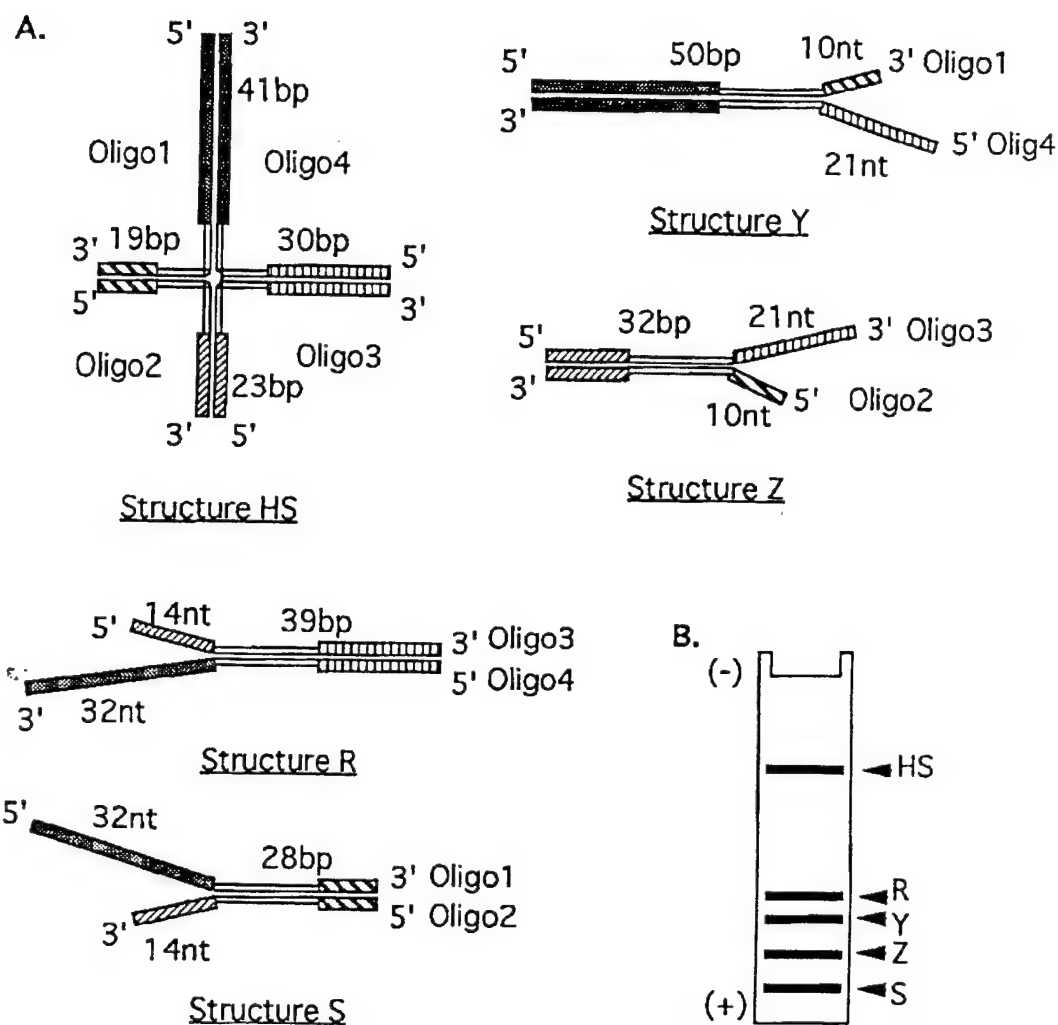 A.
5' 3'
41bp
Oligo1 Oligo4
3' 19bp 30bp 5'
5' 3'
Oligo2 Oligo3
23bp
3' 5'
Structure HS
50bp 10nt
5' 3' Oligo1
3' 5' Olig4
21nt
Structure Y
32bp 21nt
5' 3' Oligo3
3' 5' Oligo2
10nt
Structure Z
14nt 39bp
5' 3' Oligo3
5' Oligo4
3' 32nt
Structure R
5' 32nt
28bp
3' Oligo1
5' Oligo2
3' 14nt
Structure S
B.
(-)
HS
R
Y
Z
S
(+)